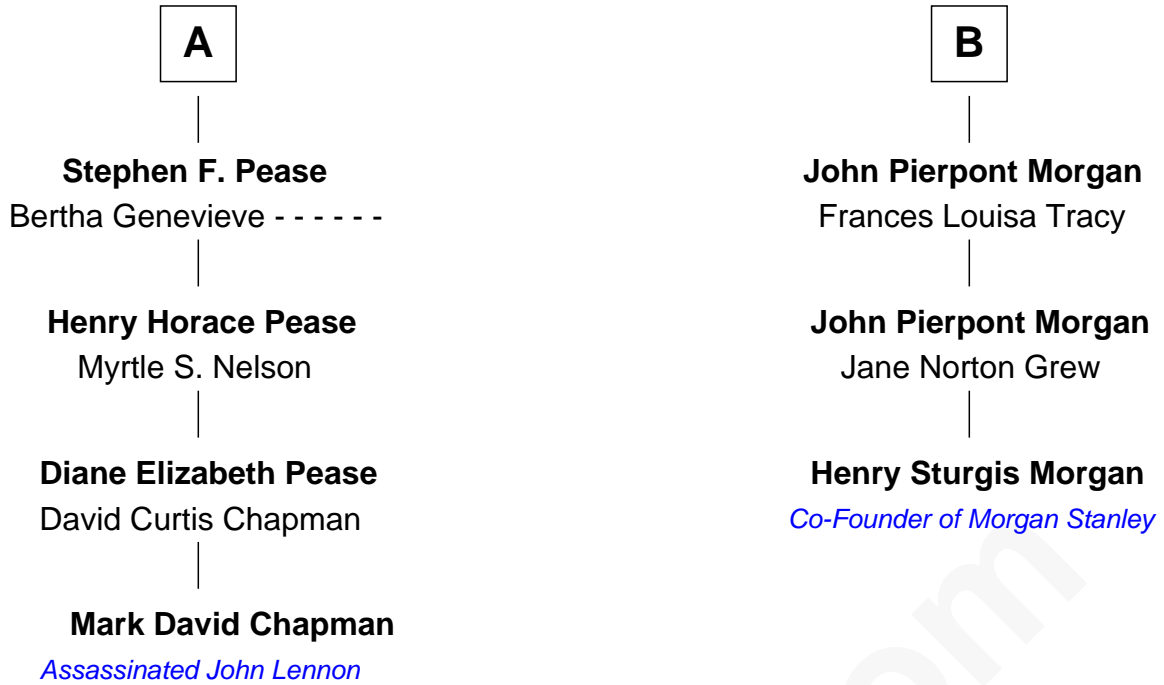 A
B
Stephen F. Pease
John Pierpont Morgan
Bertha Genevieve - - - - - -
Frances Louisa Tracy
Henry Horace Pease
John Pierpont Morgan
Myrtle S. Nelson
Jane Norton Grew
Diane Elizabeth Pease
Henry Sturgis Morgan
David Curtis Chapman
Co-Founder of Morgan Stanley
Mark David Chapman
Assassinated John Lennon
om